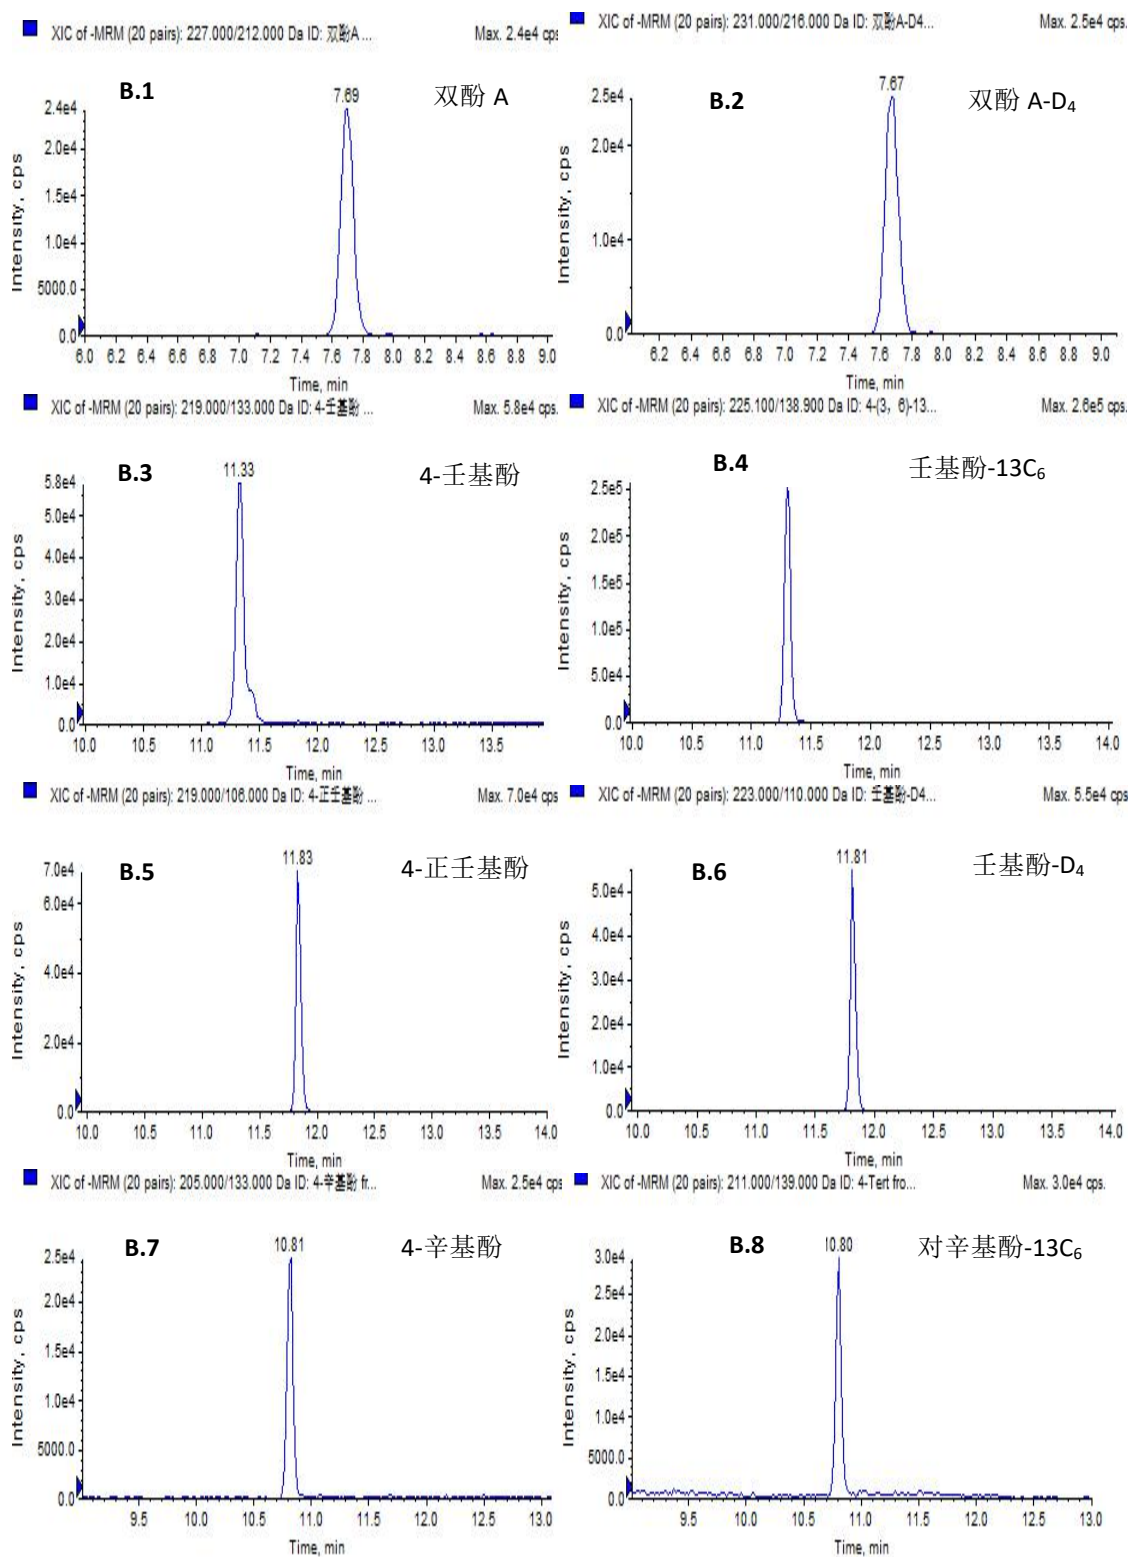 XIC of -MRM (20 pairs): 227.000/212.000 Da ID: 双酚A ... Max. 2.4e4 cps
XIC of -MRM (20 pairs): 231.000/216.000 Da ID: 双酚A-D4... Max. 2.5e4 cps.
B.1
7.69
双酚 A
Intensity, cps
2.4e4
2.0e4
1.5e4
1.0e4
5000.0
0.0
6.0 6.2 6.4 6.6 6.8 7.0 7.2 7.4 7.6 7.8 8.0 8.2 8.4 8.6 8.8 9.0
Time, min
B.2
7.67
双酚 A-D4
Intensity, cps
2.5e4
2.0e4
1.0e4
0.0
6.2 6.4 6.6 6.8 7.0 7.2 7.4 7.6 7.8 8.0 8.2 8.4 8.6 8.8 9.0
Time, min
XIC of -MRM (20 pairs): 219.000/133.000 Da ID: 4-壬基酚 ... Max. 5.8e4 cps.
XIC of -MRM (20 pairs): 225.100/138.900 Da ID: 4-(3，6)-13... Max. 2.6e5 cps.
B.3
11.33
4-壬基酚
Intensity, cps
5.8e4
5.0e4
4.0e4
3.0e4
2.0e4
1.0e4
0.0
10.0 10.5 11.0 11.5 12.0 12.5 13.0 13.5
Time, min
B.4
壬基酚-13C6
Intensity, cps
2.5e5
2.0e5
1.5e5
1.0e5
5.0e4
0.0
10.0 10.5 11.0 11.5 12.0 12.5 13.0 13.5 14.0
Time, min
XIC of -MRM (20 pairs): 219.000/106.000 Da ID: 4-正壬基酚 ... Max. 7.0e4 cps
XIC of -MRM (20 pairs): 223.000/110.000 Da ID: 壬基酚-D4... Max. 5.5e4 cps
B.5
11.83
4-正壬基酚
Intensity, cps
7.0e4
6.0e4
4.0e4
2.0e4
0.0
10.0 10.5 11.0 11.5 12.0 12.5 13.0 13.5 14.0
Time, min
B.6
11.81
壬基酚-D4
Intensity, cps
5.0e4
4.0e4
3.0e4
2.0e4
1.0e4
0.0
10.0 10.5 11.0 11.5 12.0 12.5 13.0 13.5 14.0
Time, min
XIC of -MRM (20 pairs): 205.000/133.000 Da ID: 4-辛基酚 fr... Max. 2.5e4 cps
XIC of -MRM (20 pairs): 211.000/139.000 Da ID: 4-Tert fro... Max. 3.0e4 cps.
B.7
10.81
4-辛基酚
Intensity, cps
2.5e4
2.0e4
1.5e4
1.0e4
5000.0
0.0
9.5 10.0 10.5 11.0 11.5 12.0 12.5 13.0
Time, min
B.8
10.80
对辛基酚-13C6
Intensity, cps
3.0e4
2.5e4
2.0e4
1.5e4
1.0e4
5000.0
0.0
9.5 10.0 10.5 11.0 11.5 12.0 12.5 13.0
Time, min